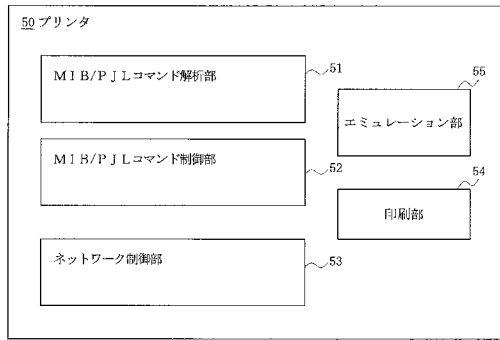 50 プリンタ
MIB/PJLコマンド解析部
51
55
エミュレーション部
MIB/PJLコマンド制御部
52
54
印刷部
ネットワーク制御部
53